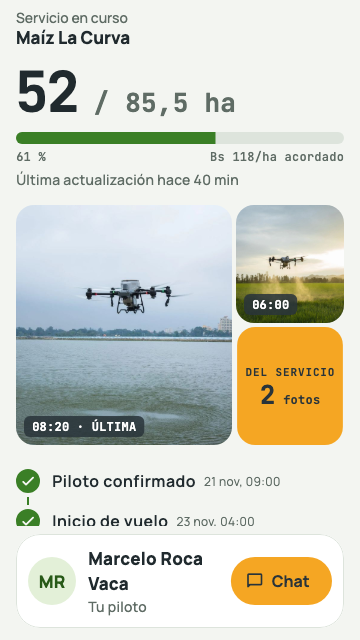 Servicio en curso
Maíz La Curva
52 / 85,5 ha
61 %
Bs 118/ha acordado
Última actualización hace 40 min
08:20 · ÚLTIMA
06:00
DEL SERVICIO
2 fotos
Piloto confirmado 21 nov, 09:00
Inicio de vuelo 23 nov, 04:00
MR
Marcelo Roca
Vaca
Tu piloto
Chat